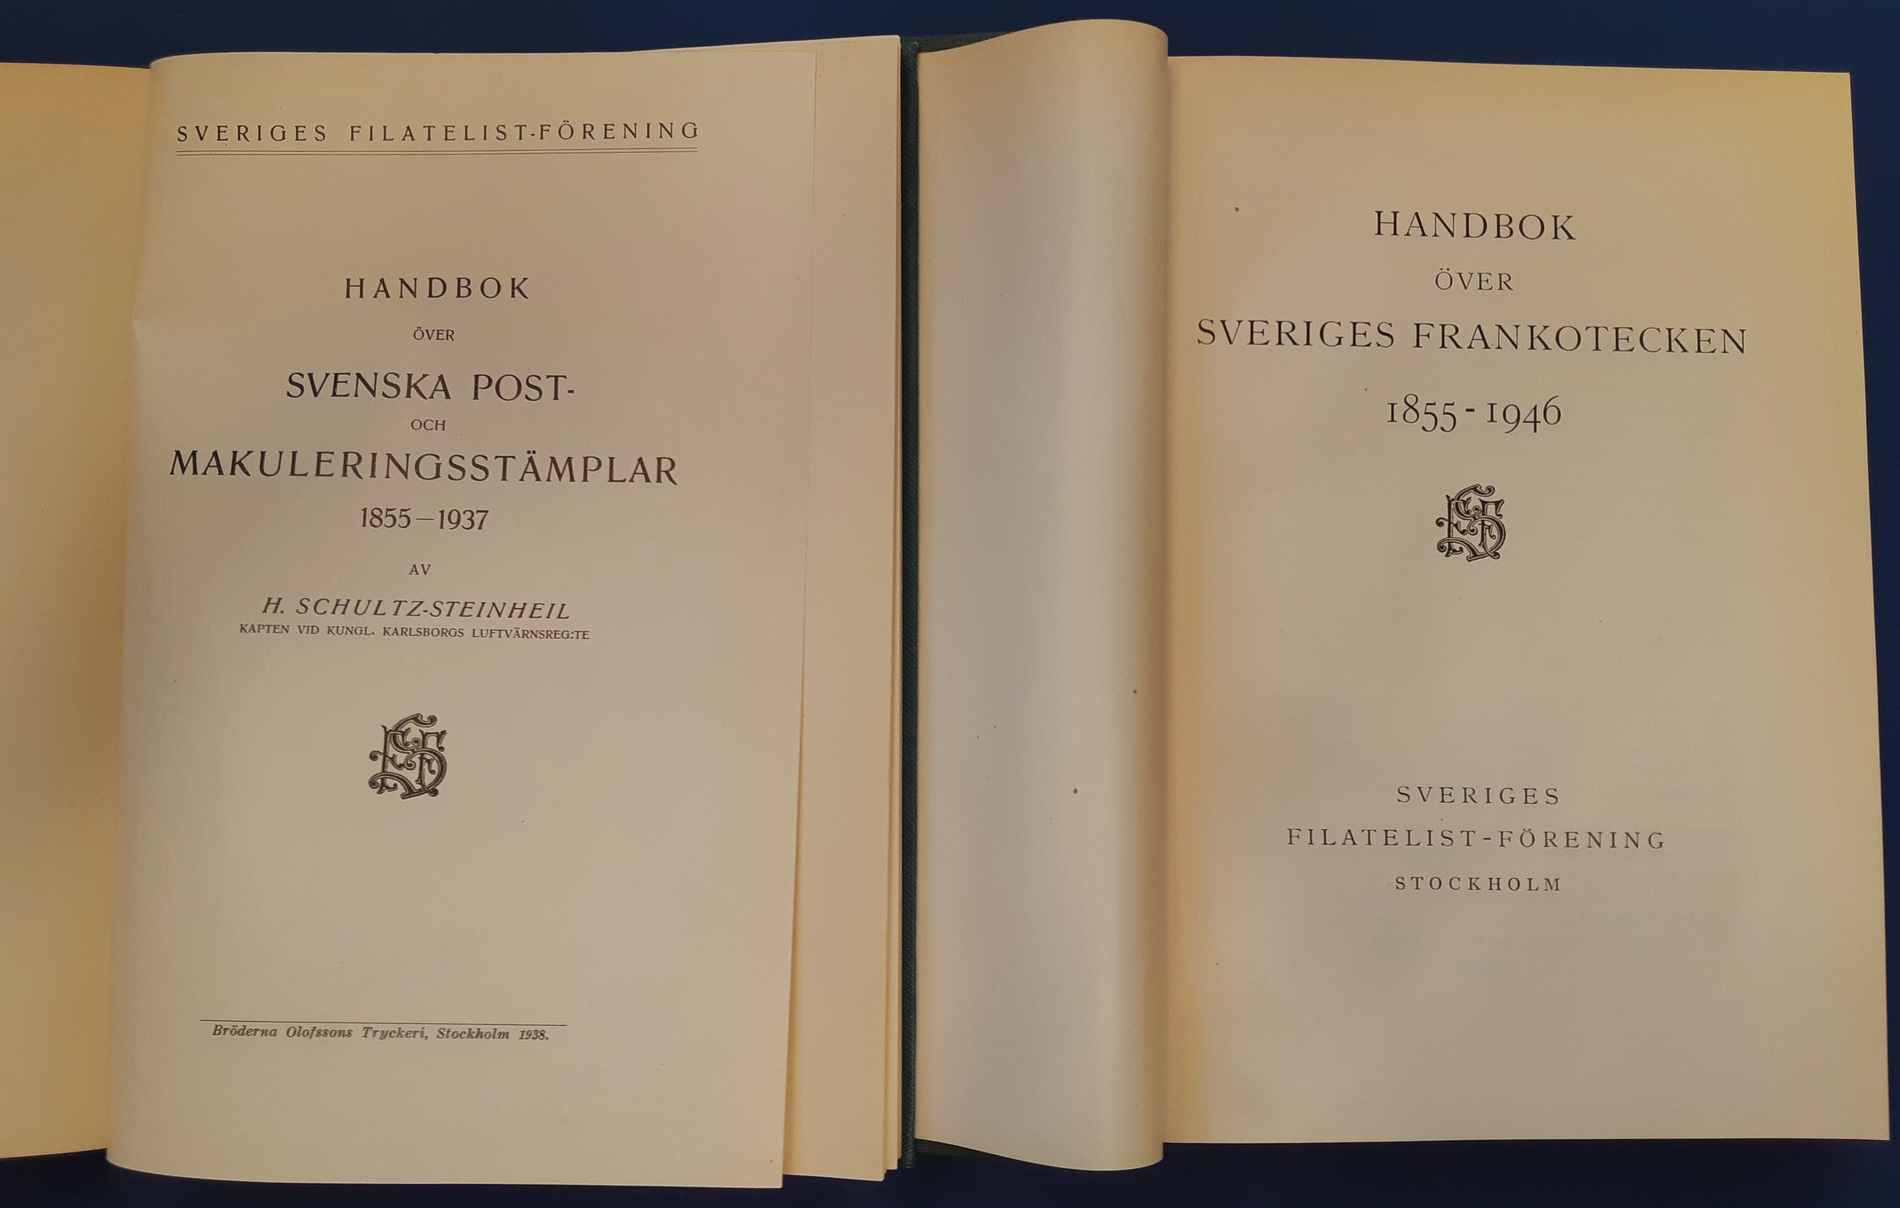 SVERIGES FILATELIST-FÖRENING
HANDBOK
ÖVER
SVENSKA POST-
OCH
MAKULERINGSSTÄMPLAR
1855—1937
AV
H. SCHULTZ-STEINHEIL
KAPTEN VID KUNGL. KARLSBORGS LUFTVÄRNSREG:TE
Bröderna Olofssons Tryckeri, Stockholm 1938.
HANDBOK
ÖVER
SVERIGES FRANKOTECKEN
1855-1946
SVERIGES
FILATELIST-FÖRENING
STOCKHOLM